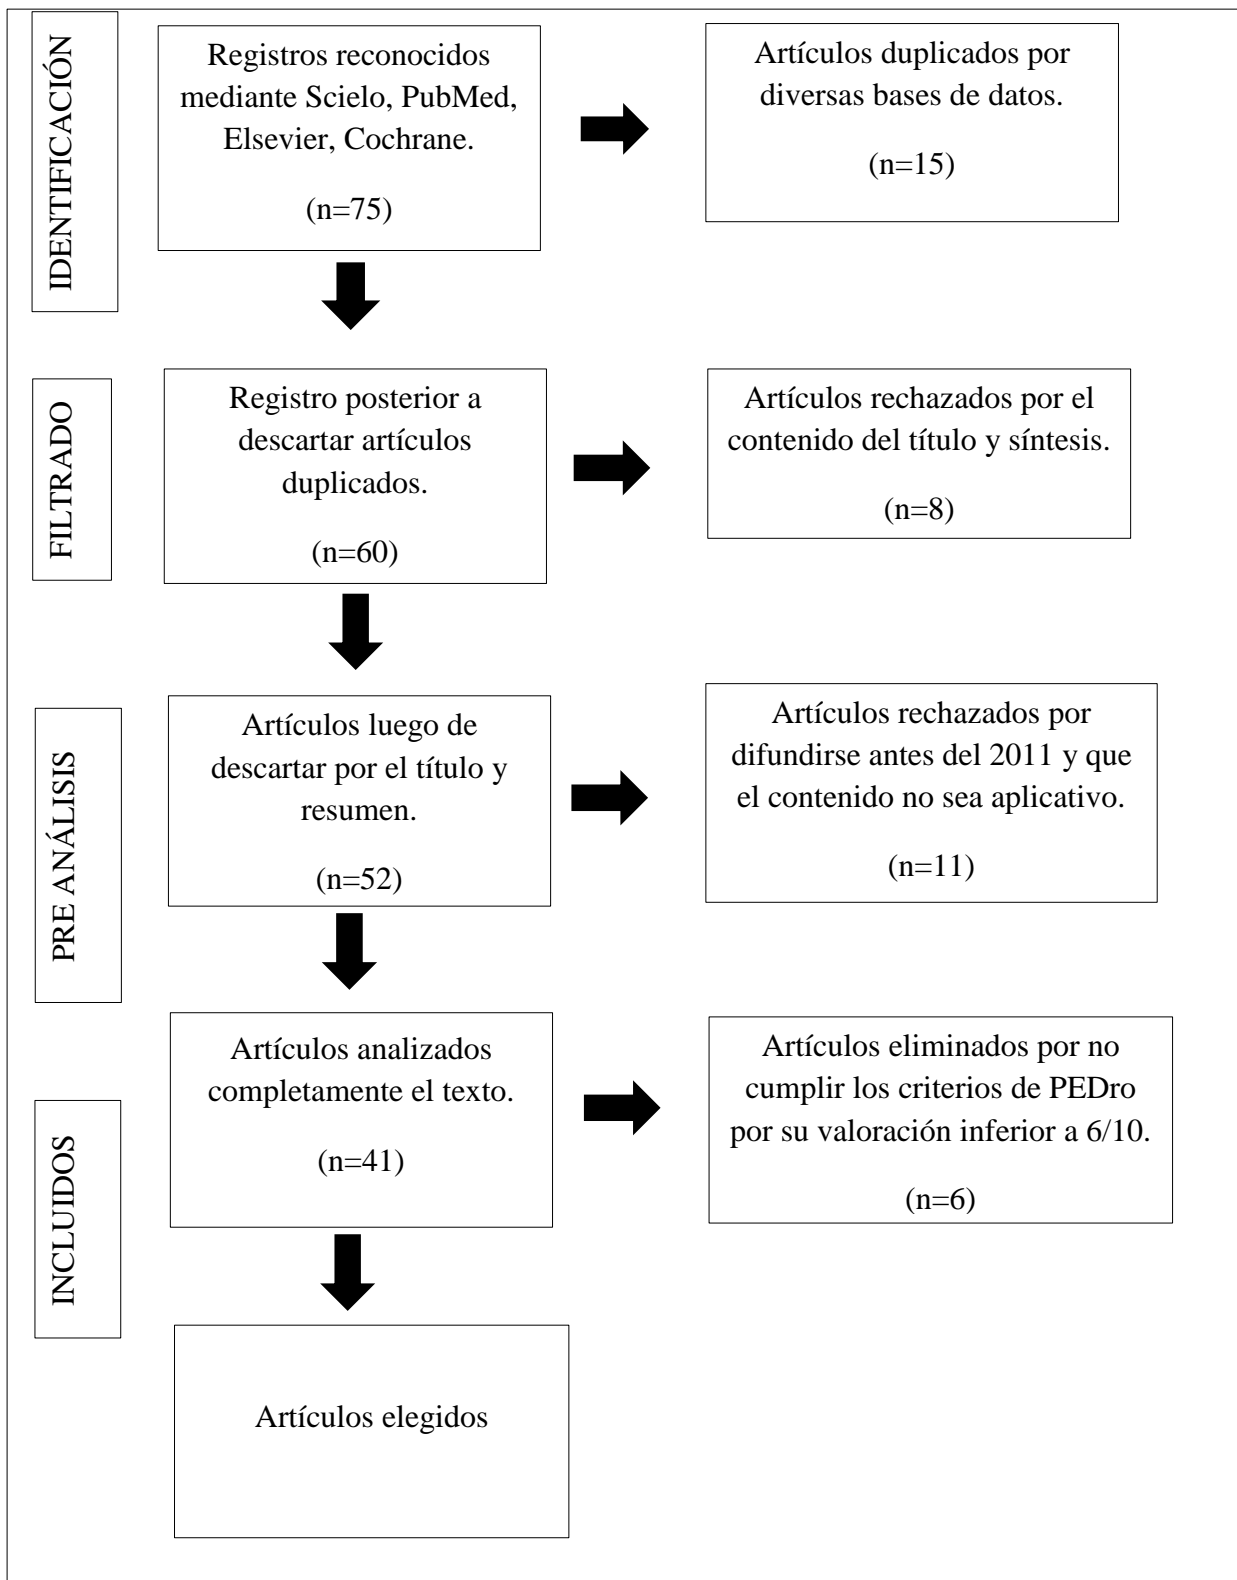 IDENTIFICACIÓN
Registros reconocidos
mediante Scielo, PubMed,
Elsevier, Cochrane.
(n=75)
Artículos duplicados por
diversas bases de datos.
(n=15)
FILTRADO
Registro posterior a
descartar artículos
duplicados.
(n=60)
Artículos rechazados por el
contenido del título y síntesis.
(n=8)
PRE ANÁLISIS
Artículos luego de
descartar por el título y
resumen.
(n=52)
Artículos rechazados por
difundirse antes del 2011 y que
el contenido no sea aplicativo.
(n=11)
INCLUIDOS
Artículos analizados
completamente el texto.
(n=41)
Artículos eliminados por no
cumplir los criterios de PEDro
por su valoración inferior a 6/10.
(n=6)
Artículos elegidos